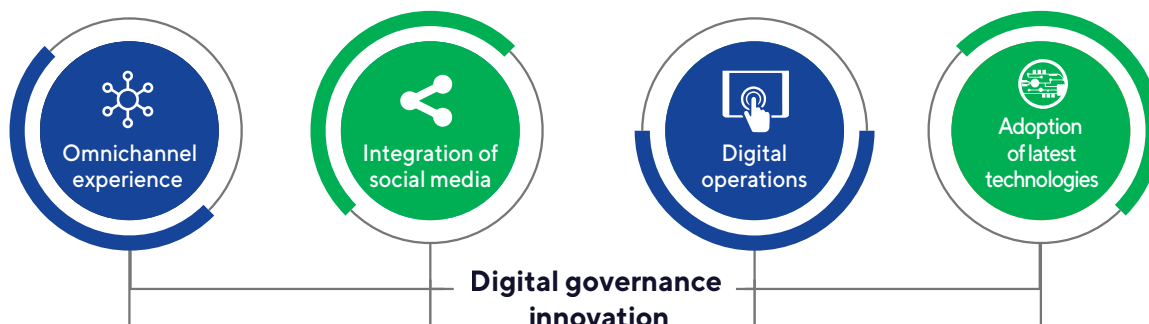 Omnichannel
experience
Integration of
social media
Digital
operations
Adoption
of latest
technologies
Digital governance
innovation